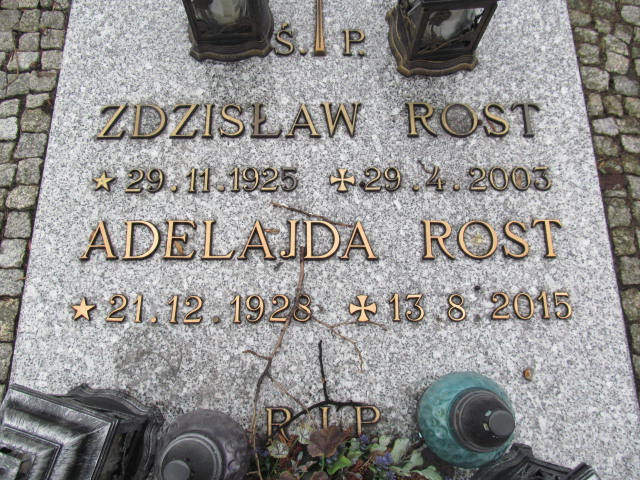 Ś. P.
ZDZISŁAW ROST
29.11.1925 29.4.2003
ADELAJDA ROST
21.12.1928 13.8.2015
R.I.P